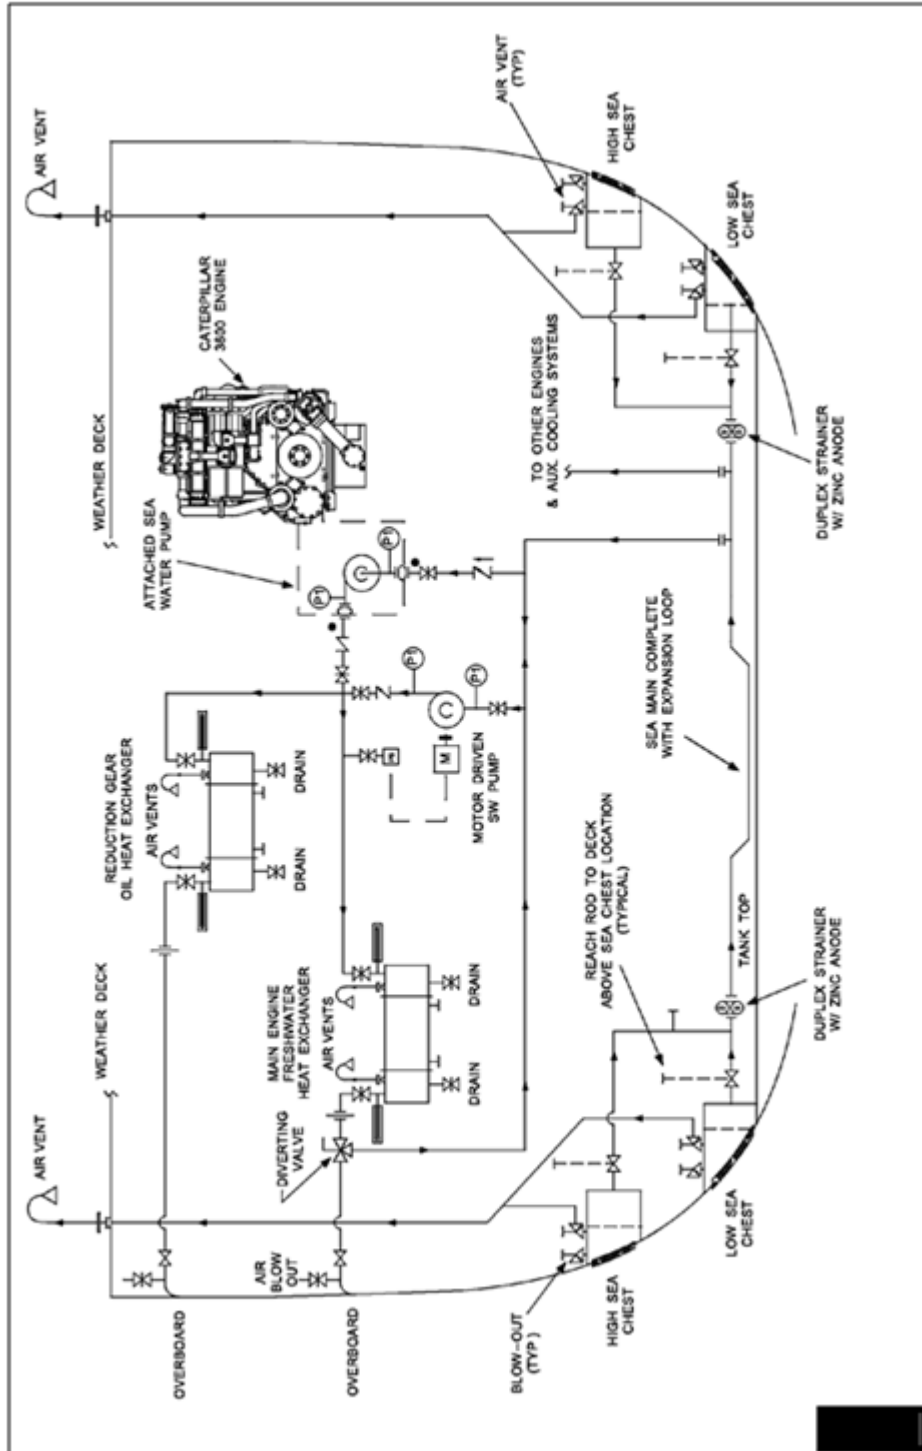 AIR VENT
AIR VENT
WEATHER DECK
WEATHER DECK
CATERPILLAR
3600 ENGINE
ATTACHED SEA
WATER PUMP
REDUCTION GEAR
OIL HEAT EXCHANGER
AIR VENTS
DRAIN
DRAIN
P1
P1
P1
P1
M
MOTOR DRIVEN
SW PUMP
MAIN ENGINE
FRESHWATER
HEAT EXCHANGER
AIR VENTS
DRAIN
DRAIN
DIVERTING
VALVE
AIR
BLOW
OUT
OVERBOARD
OVERBOARD
BLOW-OUT
(TYP)
AIR VENT
(TYP)
HIGH SEA
CHEST
HIGH SEA
CHEST
LOW SEA
CHEST
LOW SEA
CHEST
TO OTHER ENGINES
& AUX. COOLING SYSTEMS
REACH ROD TO DECK
ABOVE SEA CHEST LOCATION
(TYPICAL)
SEA MAIN COMPLETE
WITH EXPANSION LOOP
TANK TOP
DUPLEX STRAINER
W/ ZINC ANODE
DUPLEX STRAINER
W/ ZINC ANODE